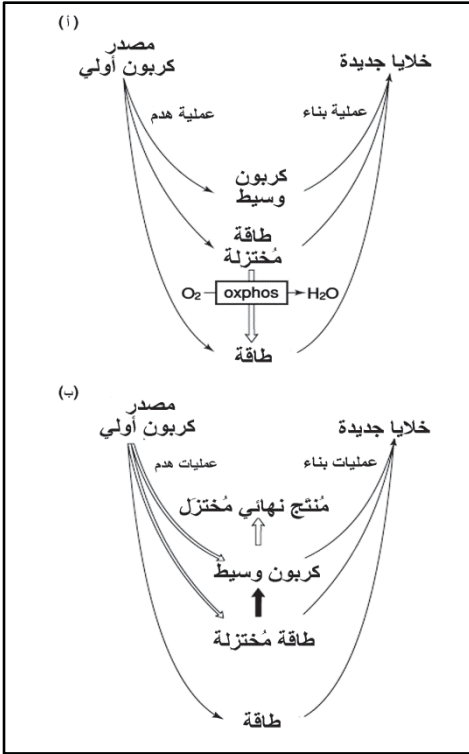 (أ)
مصدر
كربون أولي
خلايا جديدة
عملية هدم
عملية بناء
كربون
وسيط
طاقة
مُختزلة
O₂
oxphos
H₂O
طاقة
(ب)
مصدر
كربون أولي
خلايا جديدة
عمليات هدم
عمليات بناء
مُنتَج نهائي مُختزَل
كربون وسيط
طاقة مُختزلة
طاقة